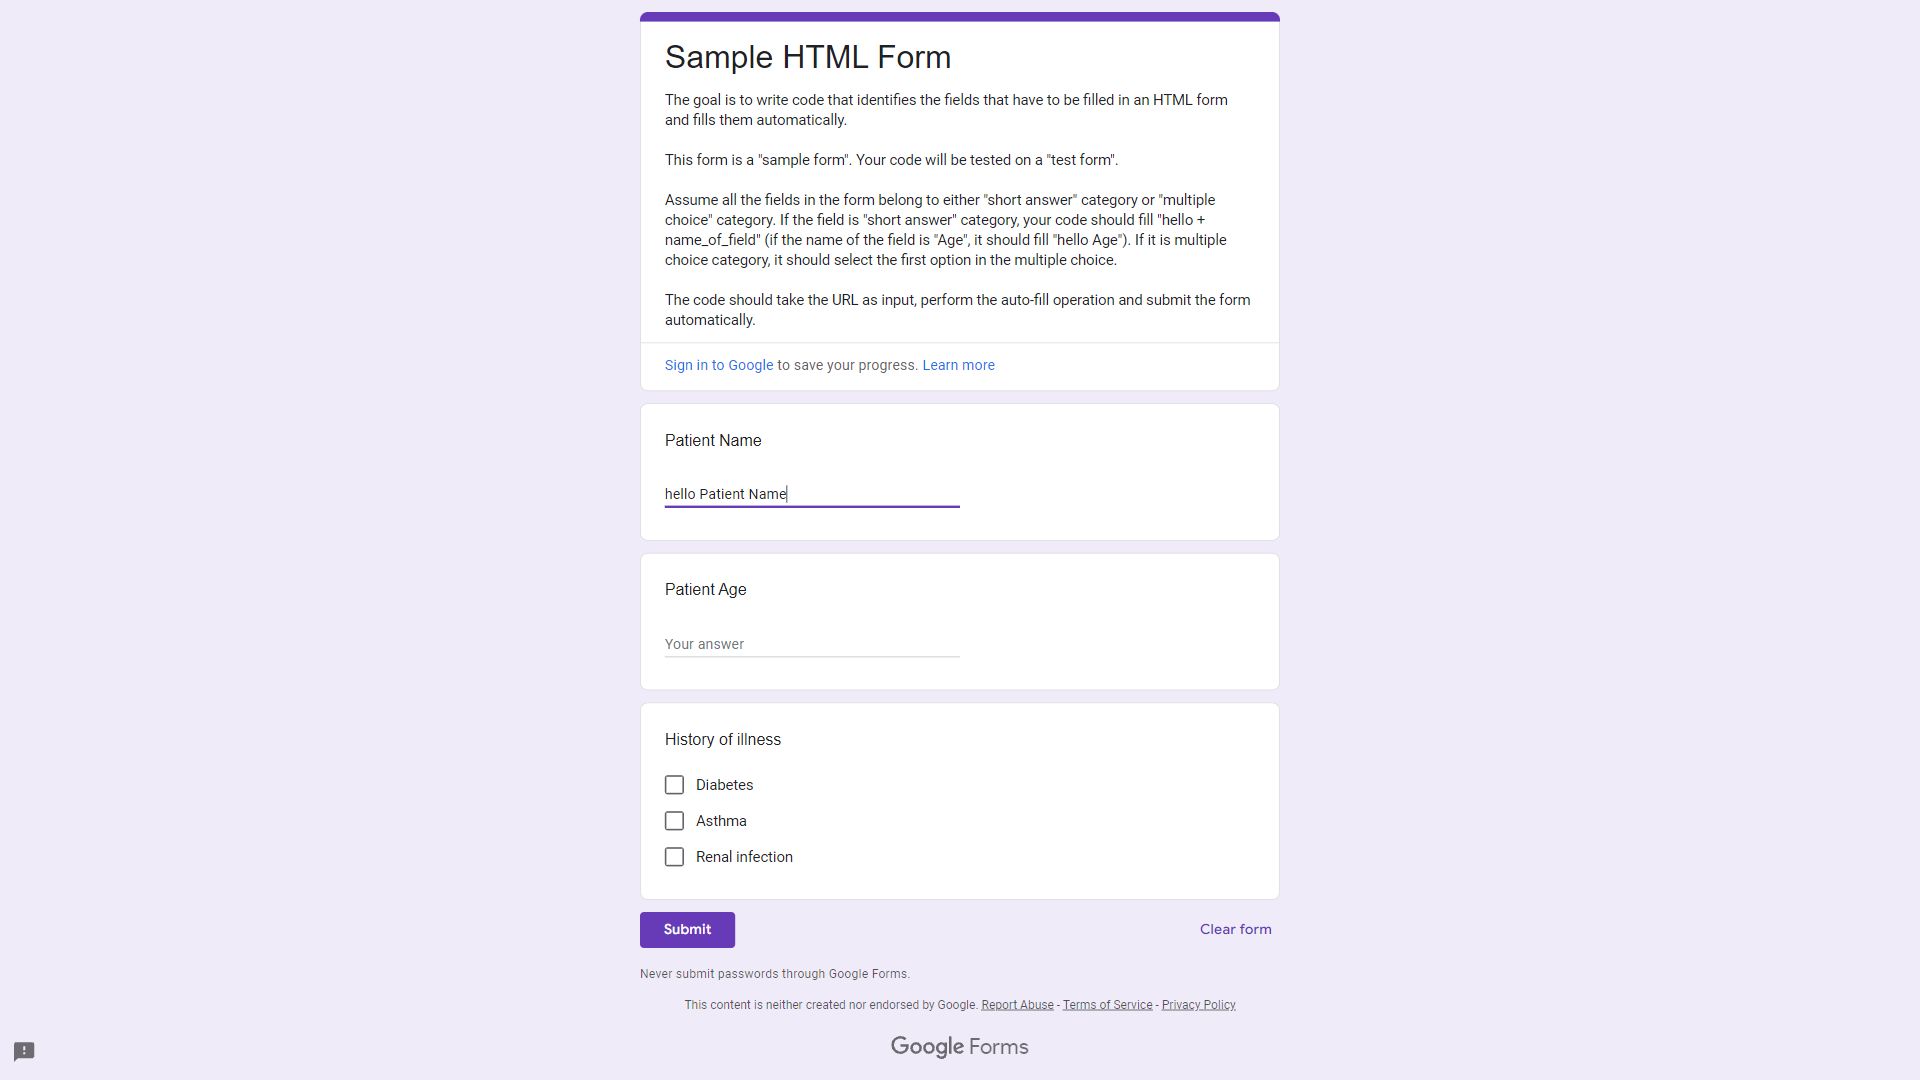 Sample HTML Form
The goal is to write code that identifies the fields that have to be filled in an HTML form
and fills them automatically.
This form is a "sample form". Your code will be tested on a "test form".
Assume all the fields in the form belong to either "short answer" category or "multiple
choice" category. If the field is "short answer" category, your code should fill "hello +
name_of_field" (if the name of the field is "Age", it should fill "hello Age"). If it is multiple
choice category, it should select the first option in the multiple choice.
The code should take the URL as input, perform the auto-fill operation and submit the form
automatically.
Sign in to Google to save your progress. Learn more
Patient Name
hello Patient Name
Patient Age
Your answer
History of illness
Diabetes
Asthma
Renal infection
Submit
Clear form
Never submit passwords through Google Forms.
This content is neither created nor endorsed by Google. Report Abuse - Terms of Service - Privacy Policy
Google Forms